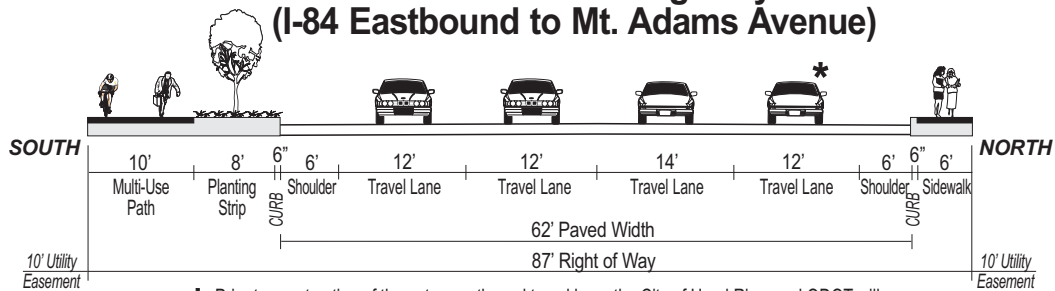 (I-84 Eastbound to Mt. Adams Avenue)
*
SOUTH
NORTH
10’ 8’ 6” 6’ 12’ 12’ 14’ 12’ 6’ 6” 6’
Multi-Use Path
Planting Strip
CURB
Shoulder
Travel Lane
Travel Lane
Travel Lane
Travel Lane
Shoulder
CURB
Sidewalk
62’ Paved Width
87’ Right of Way
10’ Utility
Easement
10’ Utility
Easement